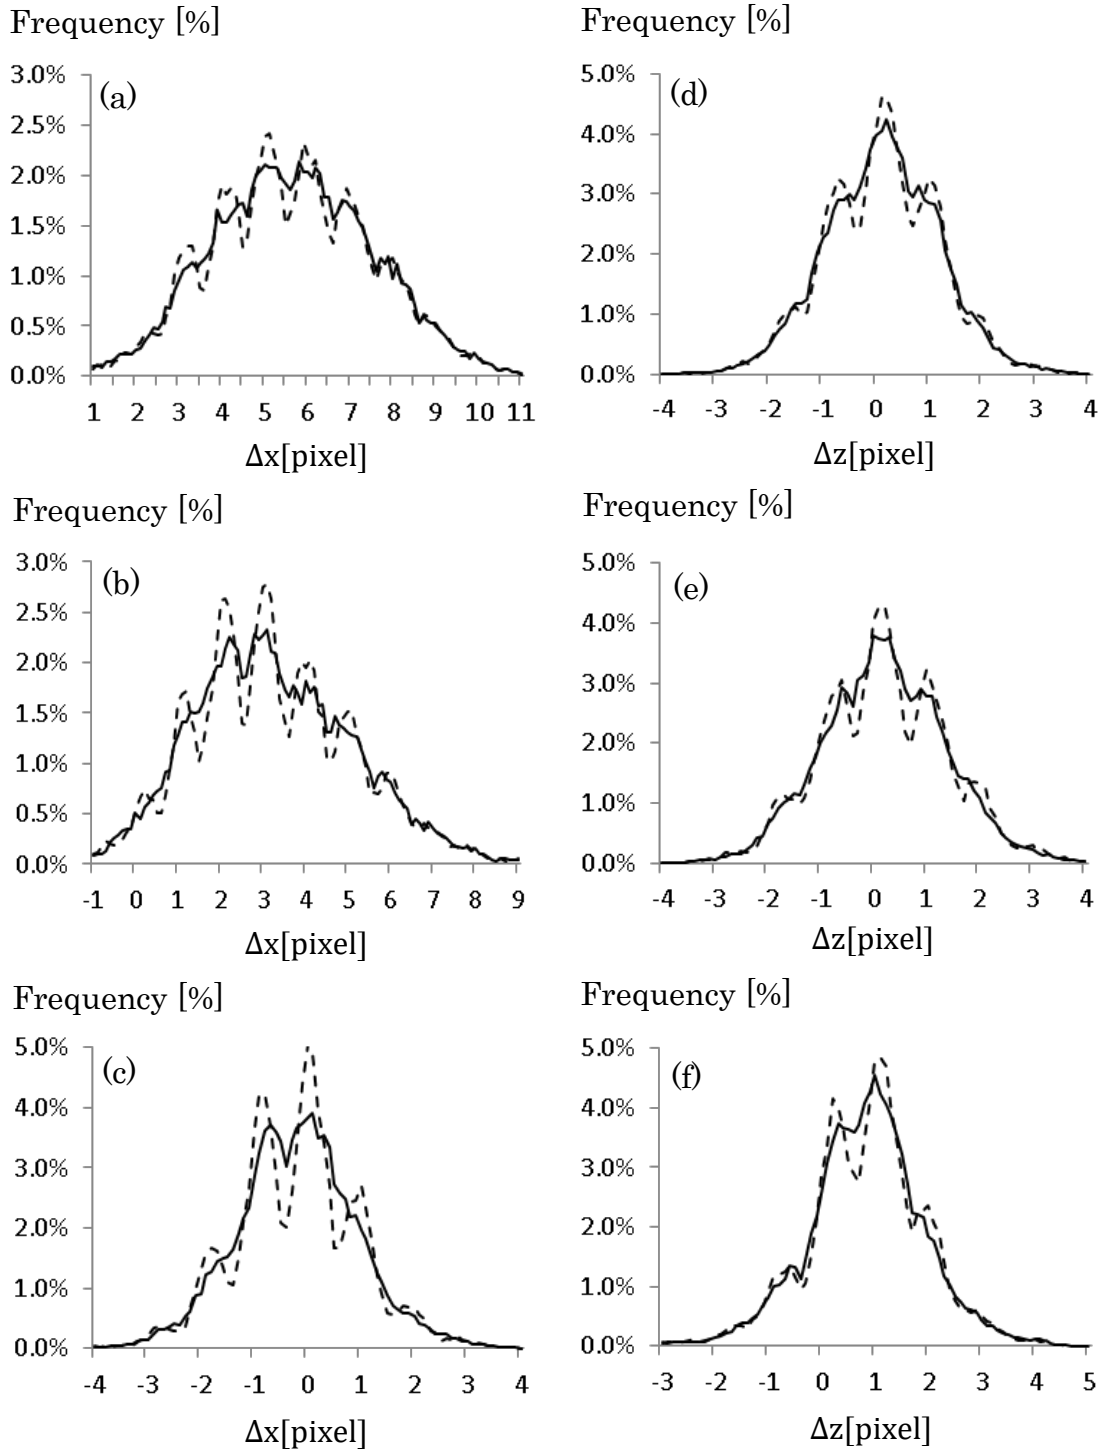 Frequency [%]
3.0%
(a)
2.5%
2.0%
1.5%
1.0%
0.5%
0.0%
1 2 3 4 5 6 7 8 9 10 11
Δx[pixel]
Frequency [%]
5.0%
(d)
4.0%
3.0%
2.0%
1.0%
0.0%
-4 -3 -2 -1 0 1 2 3 4
Δz[pixel]
Frequency [%]
3.0%
(b)
2.5%
2.0%
1.5%
1.0%
0.5%
0.0%
-1 0 1 2 3 4 5 6 7 8 9
Δx[pixel]
Frequency [%]
5.0%
(e)
4.0%
3.0%
2.0%
1.0%
0.0%
-4 -3 -2 -1 0 1 2 3 4
Δz[pixel]
Frequency [%]
5.0%
(c)
4.0%
3.0%
2.0%
1.0%
0.0%
-4 -3 -2 -1 0 1 2 3 4
Δx[pixel]
Frequency [%]
5.0%
(f)
4.0%
3.0%
2.0%
1.0%
0.0%
-3 -2 -1 0 1 2 3 4 5
Δz[pixel]